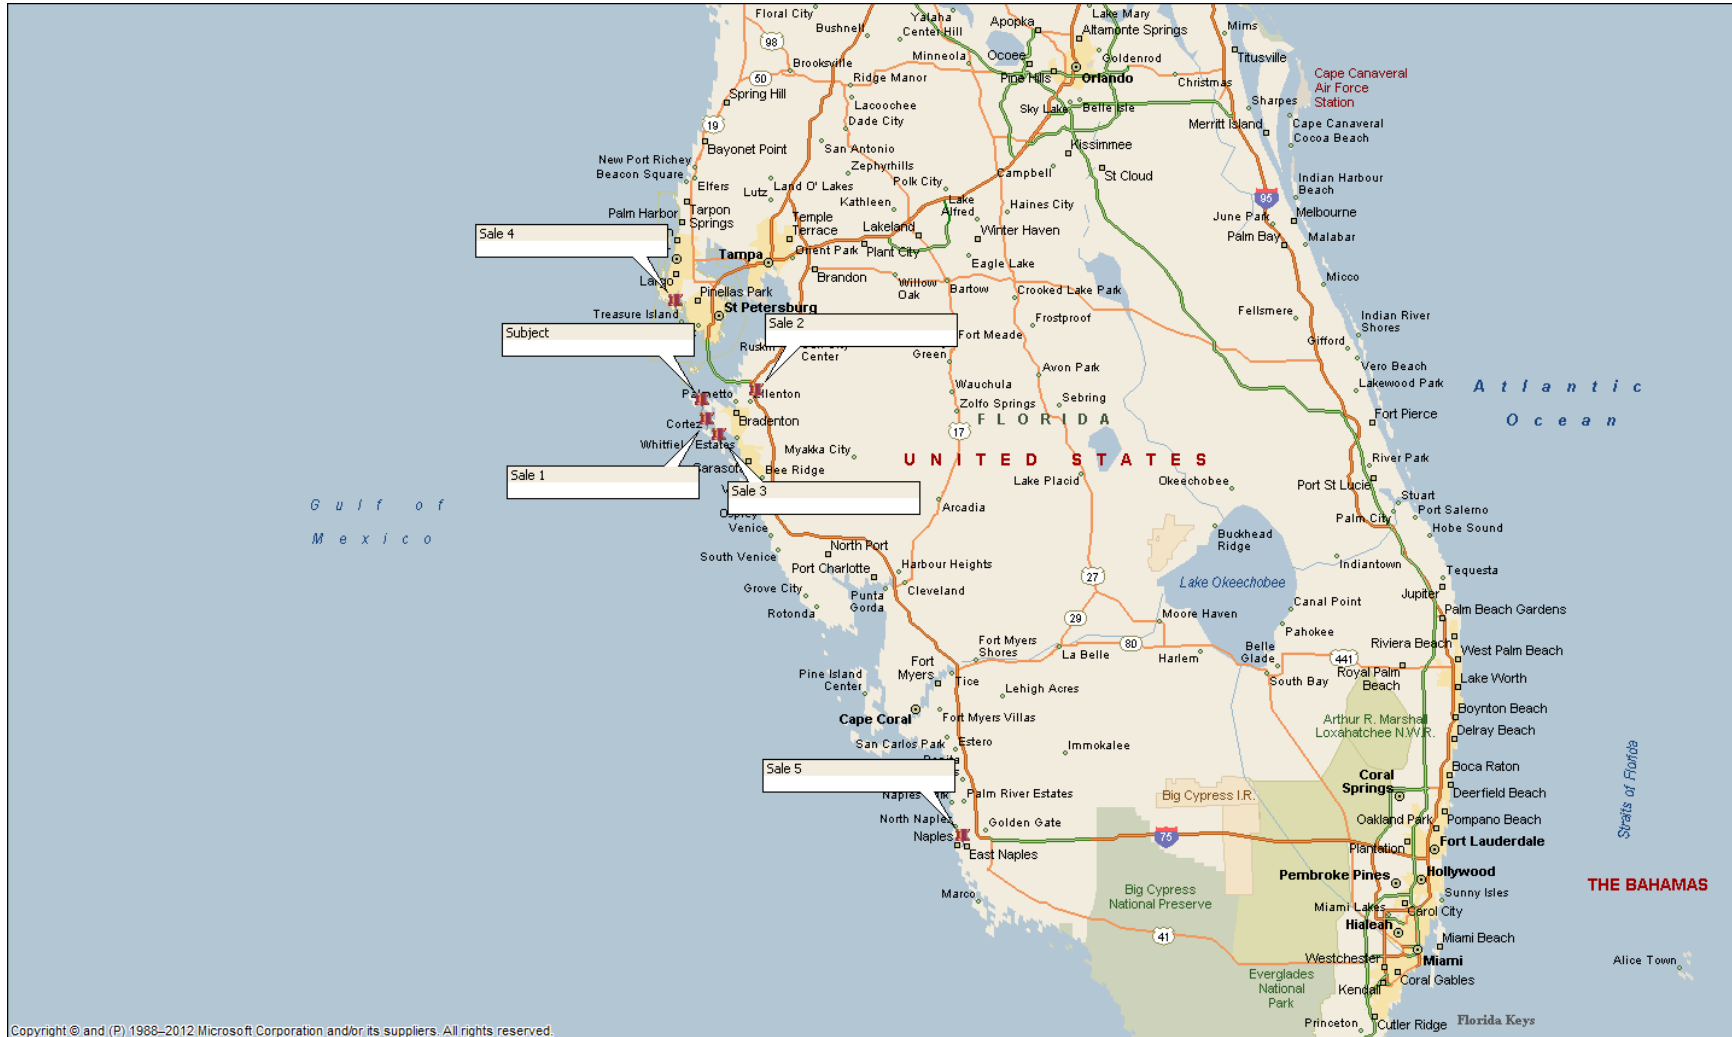 Floral City
Bushnell
Yalaha
Center Hill
Apopka
Lake Mary
Altamonte Springs
Mims
98
Minneola
Ocoee
Goldenrod
Titusville
Brooksville
50
Ridge Manor
Pine Hills
Orlando
Christmas
Cape Canaveral
Air Force
Station
Spring Hill
Lacoochee
Sky Lake
Belle Isle
Sharpes
19
Dade City
Merritt Island
Cape Canaveral
Cocoa Beach
Bayonet Point
San Antonio
Kissimmee
New Port Richey
Beacon Square
Zephyrhills
Campbell
St Cloud
Elfers
Lutz
Land O' Lakes
Polk City
Indian Harbour
Beach
95
Palm Harbor
Tarpon
Springs
Kathleen
Lake
Alfred
Haines City
Melbourne
Temple
Terrace
Lakeland
Winter Haven
June Park
Palm Bay
Malabar
Sale 4
Tampa
Orient Park
Plant City
Eagle Lake
Largo
Brandon
Willow
Oak
Bartow
Crooked Lake Park
Micco
Pinellas Park
St Petersburg
Treasure Island
Frostproof
Fellsmere
Indian River
Shores
Subject
Sale 2
Fort Meade
Ruskin
Center
Green
Gifford
Vero Beach
Avon Park
Wauchula
Lakewood Park
Palmetto
Ellenton
Zolfo Springs
Sebring
Atlantic
Ocean
Cortez
Bradenton
FLORIDA
Fort Pierce
17
Whitfiel
Estates
Myakka City
UNITED STATES
River Park
Sarasot
Bee Ridge
Lake Placid
Okeechobee
Port St Lucie
Sale 1
Sale 3
Stuart
Gulf of
Mexico
Osprey
Venice
Arcadia
Palm City
Port Salerno
Hobe Sound
South Venice
North Port
Buckhead
Ridge
Port Charlotte
Harbour Heights
27
Lake Okeechobee
Indiantown
Tequesta
Grove City
Punta
Gorda
Cleveland
Jupiter
Rotonda
Canal Point
Palm Beach Gardens
29
Moore Haven
Pahokee
Fort Myers
Shores
80
La Belle
Harlem
Belle
Glade
441
Riviera Beach
West Palm Beach
Fort
Myers
Tice
Pine Island
Center
Lehigh Acres
South Bay
Royal Palm
Beach
Lake Worth
Cape Coral
Fort Myers Villas
Arthur R. Marshall
Loxahatchee N.W.R.
Boynton Beach
Delray Beach
San Carlos Park
Estero
Immokalee
Straits of Florida
Sale 5
Coral
Springs
Boca Raton
Deerfield Beach
Palm River Estates
Big Cypress I.R.
North Naples
Golden Gate
Oakland Park
Pompano Beach
Naples
East Naples
75
Plantation
Fort Lauderdale
Pembroke Pines
Hollywood
THE BAHAMAS
Marco
Big Cypress
National Preserve
Sunny Isles
Miami Lakes
Carol City
Hialeah
41
Miami Beach
Westchester
Miami
Alice Town
Everglades
National
Park
Kendall
Coral Gables
Princeton
Cutler Ridge
Florida Keys
Copyright © and (P) 1988–2012 Microsoft Corporation and/or its suppliers. All rights reserved.